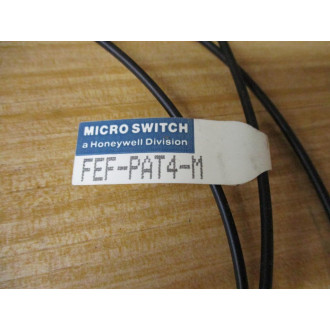 MICRO SWITCH
a Honeywell Division
FEF-PAT4-M